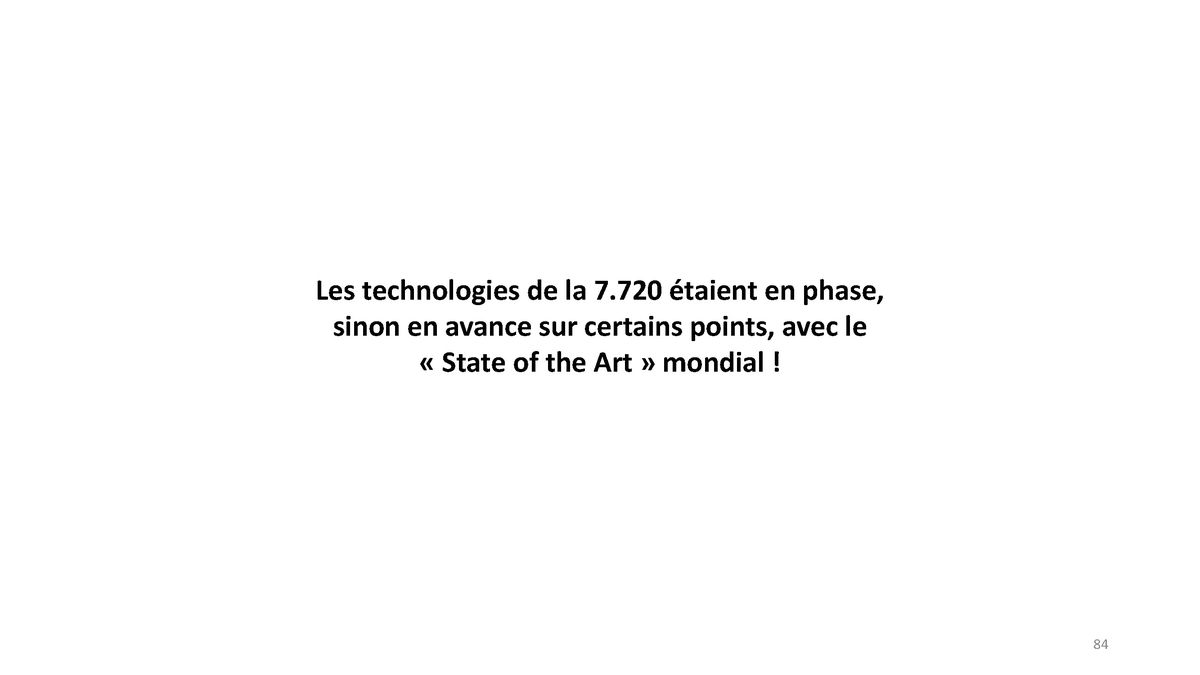 Les technologies de la 7.720 étaient en phase,
sinon en avance sur certains points, avec le
« State of the Art » mondial !
84